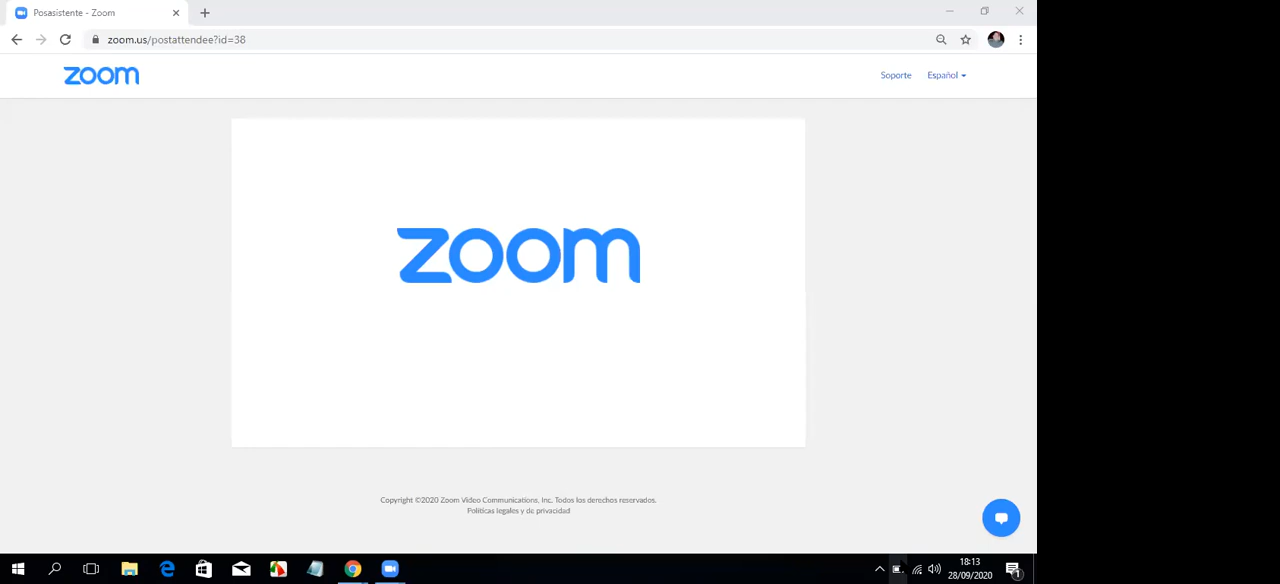 Posasistente - Zoom
zoom.us/postattendee?id=38
zoom
Soporte
Español
zoom
Copyright ©2020 Zoom Video Communications, Inc. Todos los derechos reservados.
Políticas legales y de privacidad
18:13
28/09/2020
1